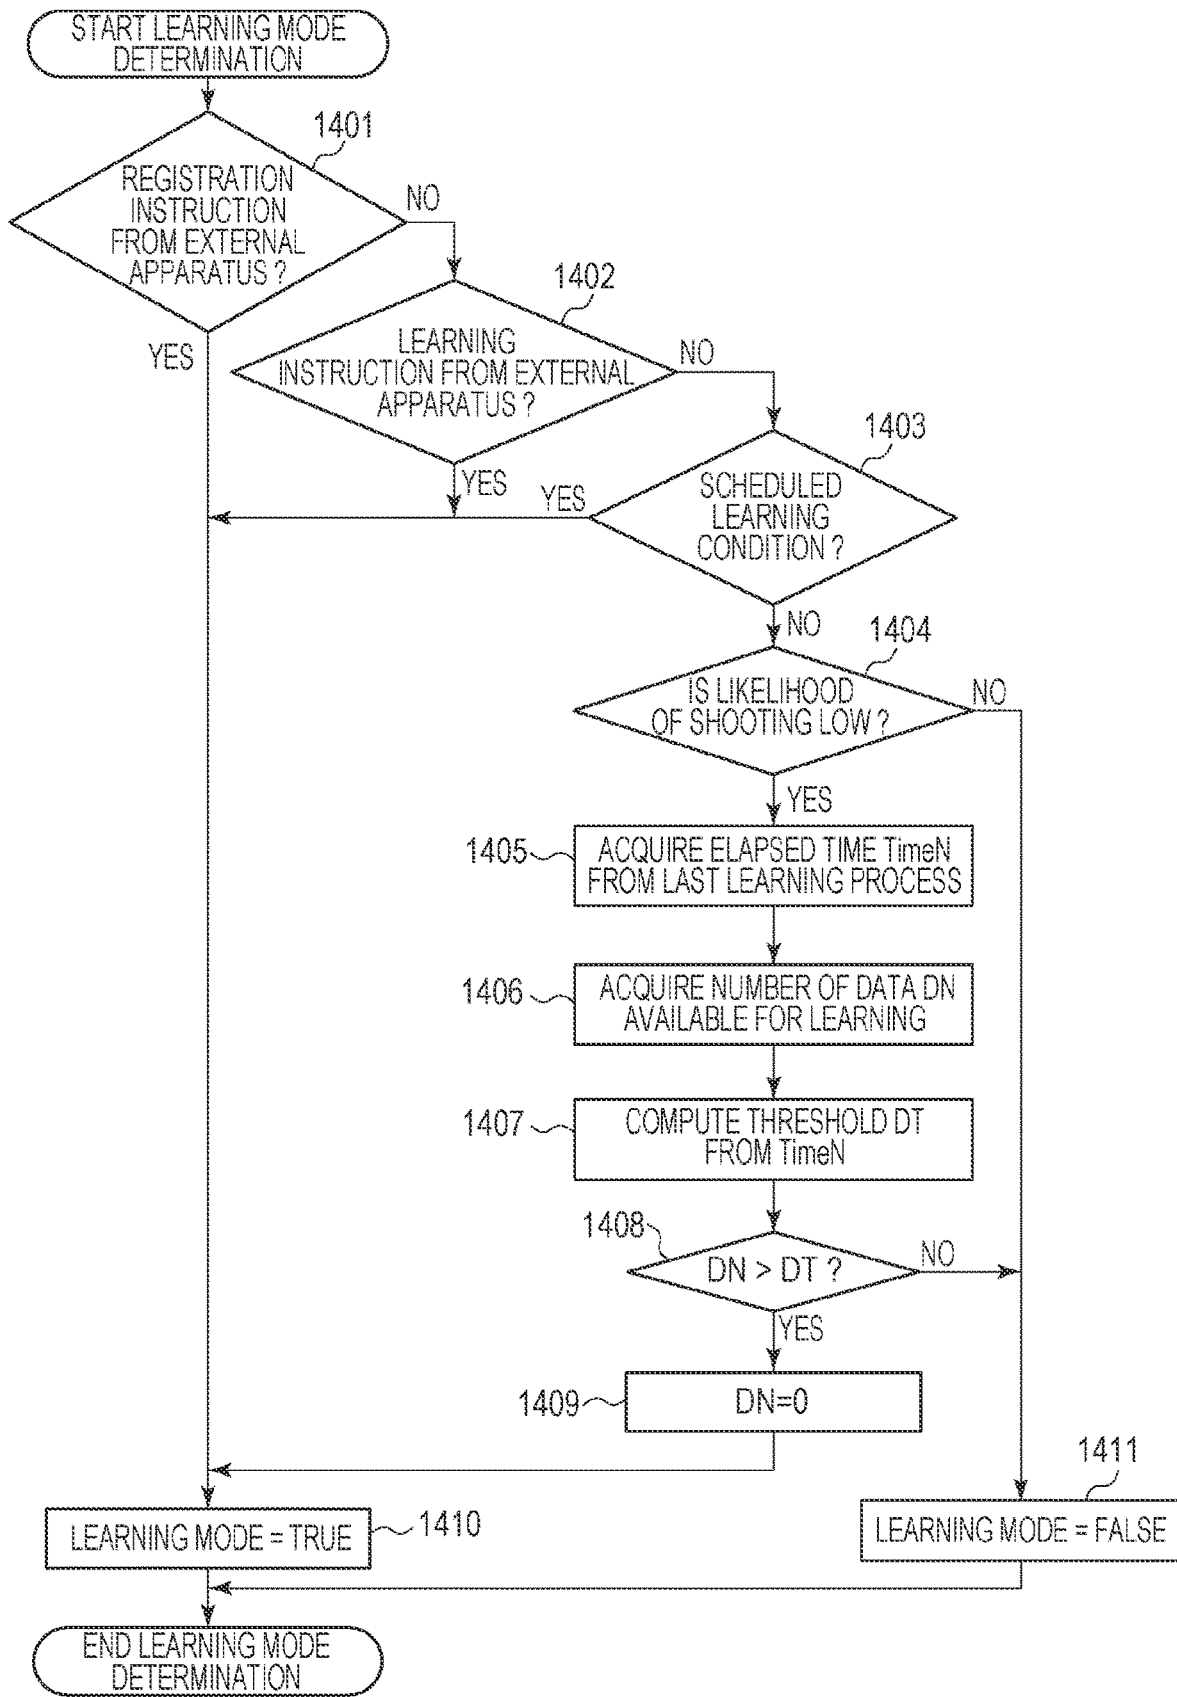 START LEARNING MODE
DETERMINATION
1401
REGISTRATION
INSTRUCTION
FROM EXTERNAL
APPARATUS ?
NO
YES
1402
LEARNING
INSTRUCTION FROM EXTERNAL
APPARATUS ?
NO
YES
1403
SCHEDULED
LEARNING
CONDITION ?
YES
NO
1404
IS LIKELIHOOD
OF SHOOTING LOW ?
NO
YES
1405
ACQUIRE ELAPSED TIME TimeN
FROM LAST LEARNING PROCESS
1406
ACQUIRE NUMBER OF DATA DN
AVAILABLE FOR LEARNING
1407
COMPUTE THRESHOLD DT
FROM TimeN
1408
DN > DT ?
NO
YES
1409
DN=0
1410
LEARNING MODE = TRUE
1411
LEARNING MODE = FALSE
END LEARNING MODE
DETERMINATION